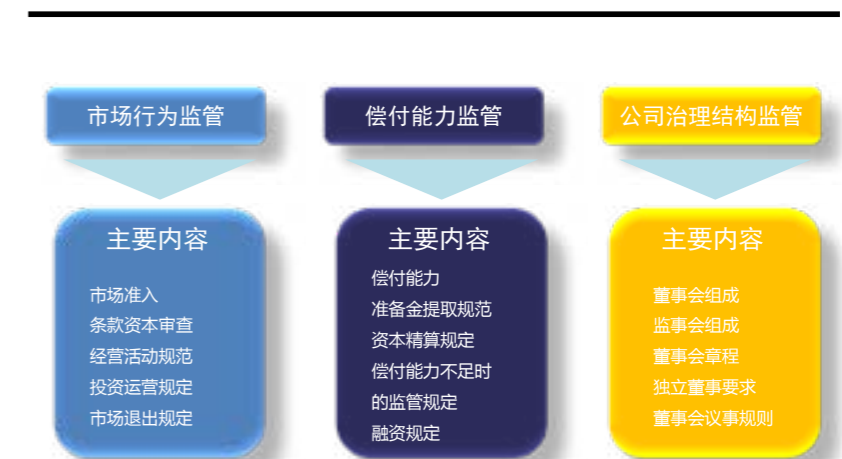 市场行为监管
偿付能力监管
公司治理结构监管
主要内容
市场准入
条款资本审查
经营活动规范
投资运营规定
市场退出规定
主要内容
偿付能力
准备金提取规范
资本精算规定
偿付能力不足时
的监管规定
融资规定
主要内容
董事会组成
监事会组成
董事会章程
独立董事要求
董事会议事规则